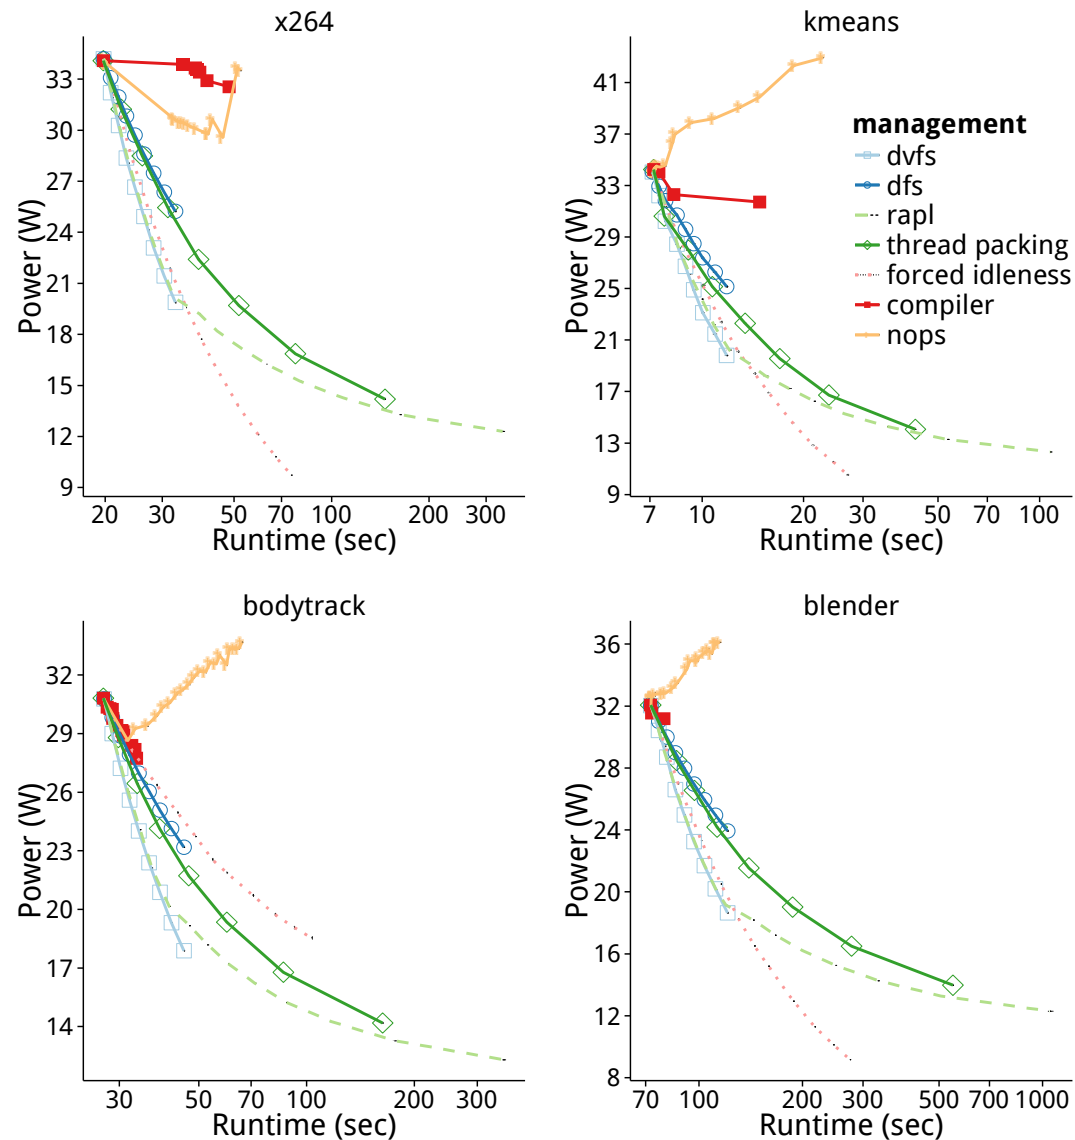 x264
Power (W)
33
30
27
24
21
18
15
12
9
20 30 50 70 100 200 300
Runtime (sec)
kmeans
Power (W)
41
37
33
29
25
21
17
13
9
7 10 20 30 50 70 100
Runtime (sec)
management
dvfs
dfs
rapl
thread packing
forced idleness
compiler
nops
bodytrack
Power (W)
32
29
26
23
20
17
14
30 50 70 100 200 300
Runtime (sec)
blender
Power (W)
36
32
28
24
20
16
12
8
70 100 200 300 500 700 1000
Runtime (sec)